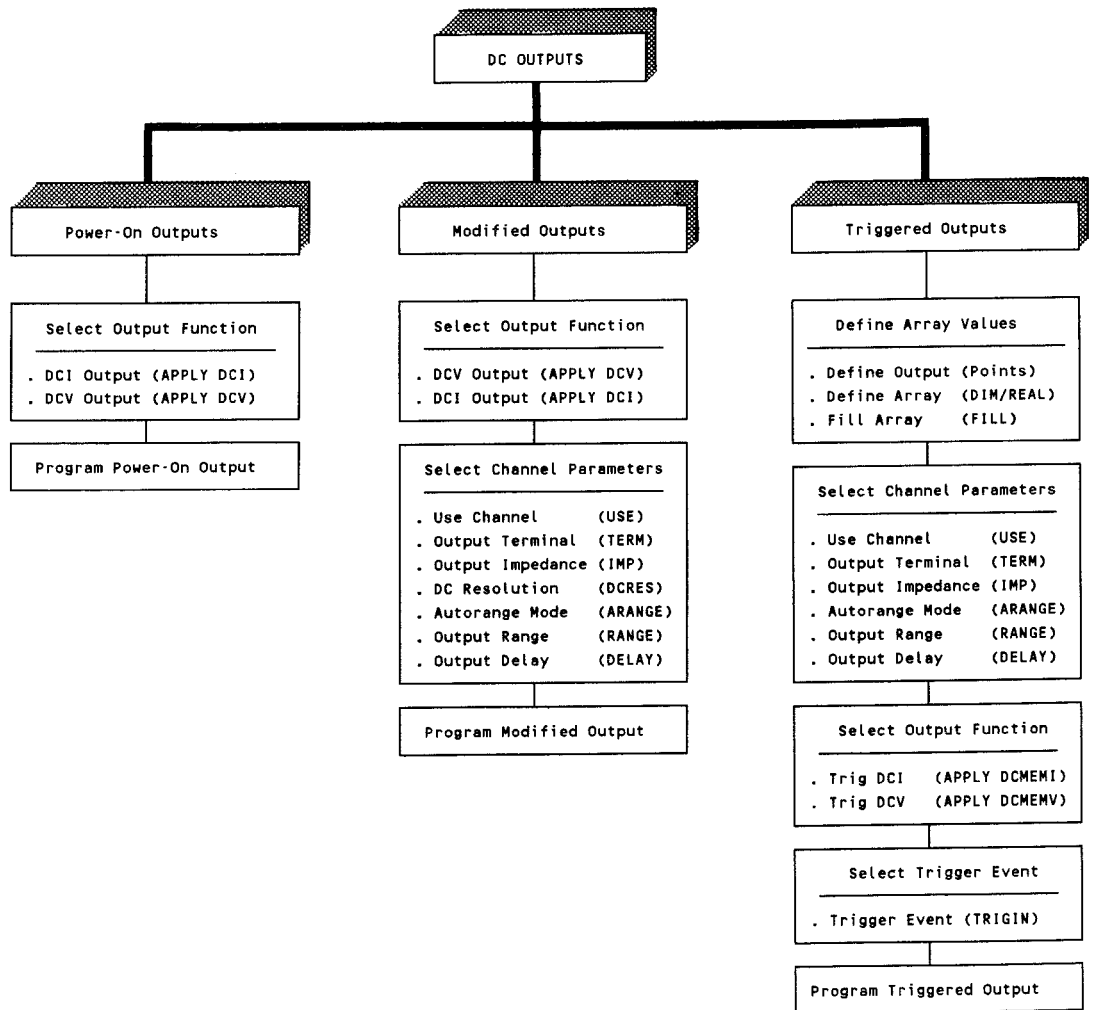 DC OUTPUTS
Power-On Outputs
Select Output Function
. DCI Output (APPLY DCI)
. DCV Output (APPLY DCV)
Program Power-On Output
Modified Outputs
Select Output Function
. DCV Output (APPLY DCV)
. DCI Output (APPLY DCI)
Select Channel Parameters
. Use Channel (USE)
. Output Terminal (TERM)
. Output Impedance (IMP)
. DC Resolution (DCRES)
. Autorange Mode (ARANGE)
. Output Range (RANGE)
. Output Delay (DELAY)
Program Modified Output
Triggered Outputs
Define Array Values
. Define Output (Points)
. Define Array (DIM/REAL)
. Fill Array (FILL)
Select Channel Parameters
. Use Channel (USE)
. Output Terminal (TERM)
. Output Impedance (IMP)
. Autorange Mode (ARANGE)
. Output Range (RANGE)
. Output Delay (DELAY)
Select Output Function
. Trig DCI (APPLY DCMEMI)
. Trig DCV (APPLY DCMEMV)
Select Trigger Event
. Trigger Event (TRIGIN)
Program Triggered Output